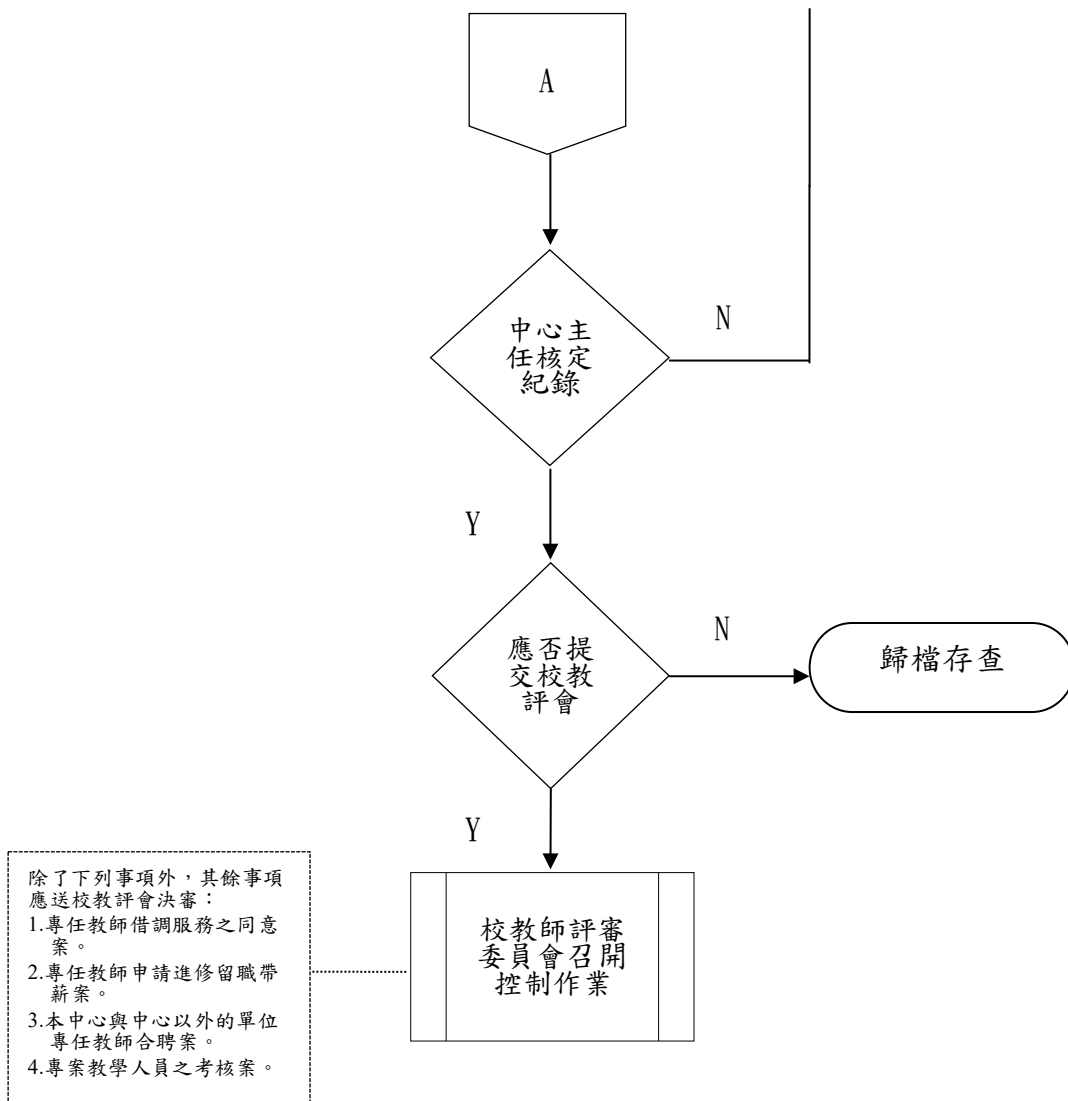 A
中心主
任核定
紀錄
N
Y
應否提
交校教
評會
N
歸檔存查
Y
除了下列事項外，其餘事項
應送校教評會決審：
1.專任教師借調服務之同意
案。
2.專任教師申請進修留職帶
薪案。
3.本中心與中心以外的單位
專任教師合聘案。
4.專案教學人員之考核案。
校教師評審
委員會召開
控制作業